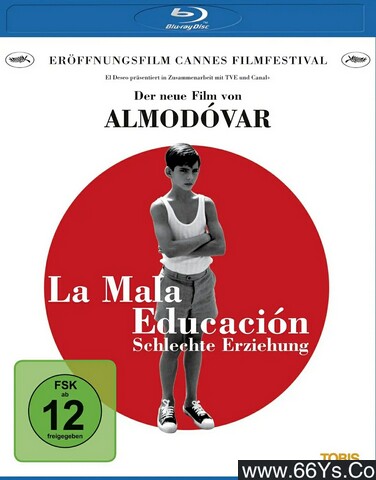 Blu-ray Disc
ERÖFFNUNGSFILM CANNES FILMFESTIVAL
El Deseo präsentiert in Zusammenarbeit mit TVE und Canal+
Der neue Film von
ALMODÓVAR
La Mala
Educación
Schlechte Erziehung
FSK
ab
12
freigegeben
TOBIS
www.66Ys.Co